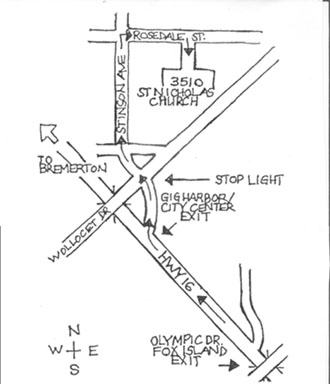 ROSEDALE ST.
STINSON AVE
3510
ST NICHOLAS
CHURCH
TO
BREMERTON
STOP LIGHT
GIG HARBOR/
CITY CENTER
EXIT
WOLLOCET DR
HWY 16
OLYMPIC DR.
FOX ISLAND
EXIT
N
W E
S